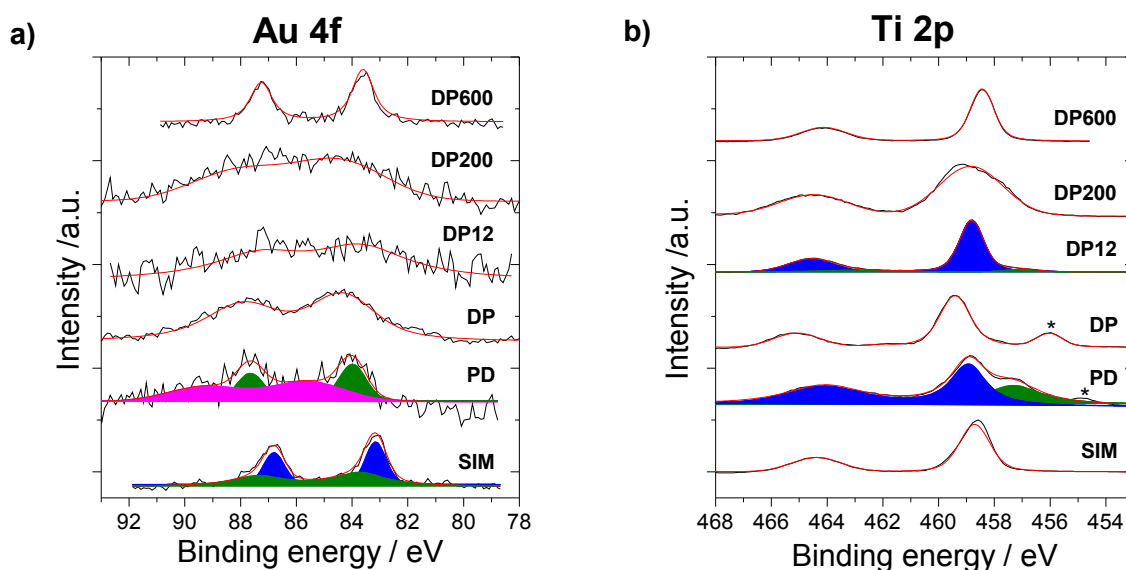 a)
Au 4f
DP600
DP200
DP12
DP
PD
SIM
Intensity /a.u.
92 90 88 86 84 82 80 78
Binding energy / eV
b)
Ti 2p
DP600
DP200
DP12
DP
*
PD
*
SIM
Intensity /a.u.
468 466 464 462 460 458 456 454
Binding energy / eV